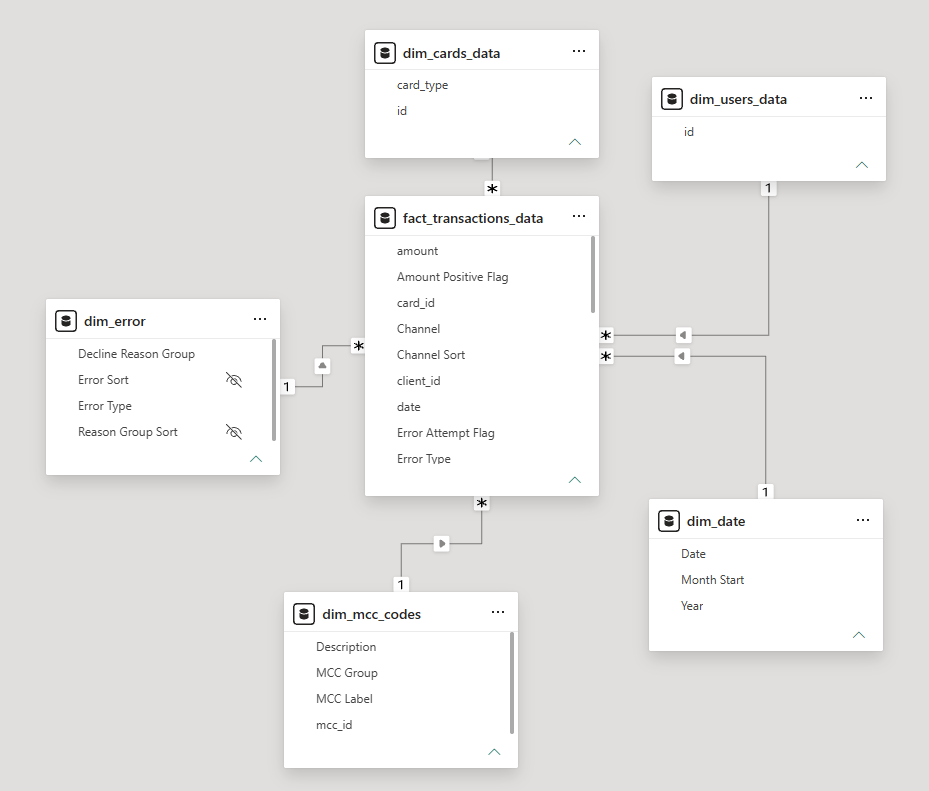 dim_cards_data
card_type
id
dim_users_data
id
1
*
fact_transactions_data
amount
Amount Positive Flag
card_id
Channel
Channel Sort
client_id
date
Error Attempt Flag
Error Type
*
*
*
dim_error
Decline Reason Group
Error Sort
Error Type
Reason Group Sort
1
*
1
dim_date
Date
Month Start
Year
1
dim_mcc_codes
Description
MCC Group
MCC Label
mcc_id